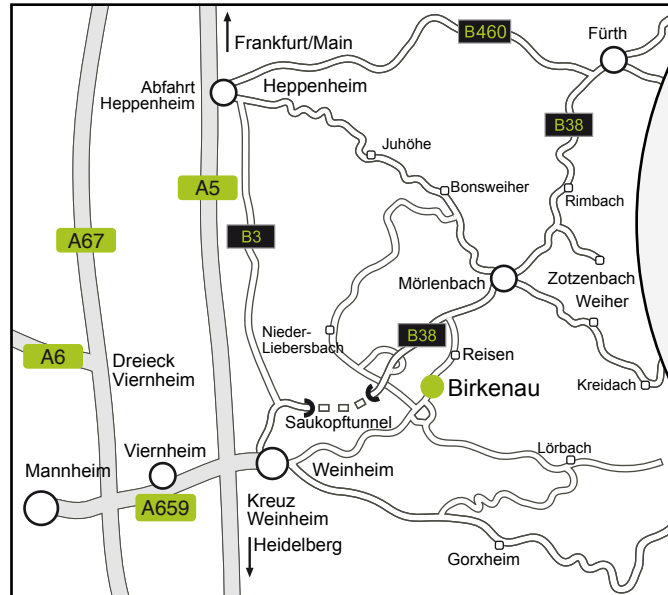 B460
Fürth
Frankfurt/Main
Abfahrt
Heppenheim
Heppenheim
B38
Juhöhe
A5
Bonsweiher
Rimbach
A67
B3
Zotzenbach
Mörlenbach
Weiher
Nieder-
Liebersbach
B38
A6
Dreieck
Viernheim
Reisen
Birkenau
Kreidach
Saukopftunnel
Viernheim
Lörbach
Mannheim
Weinheim
A659
Kreuz
Weinheim
Heidelberg
Gorxheim